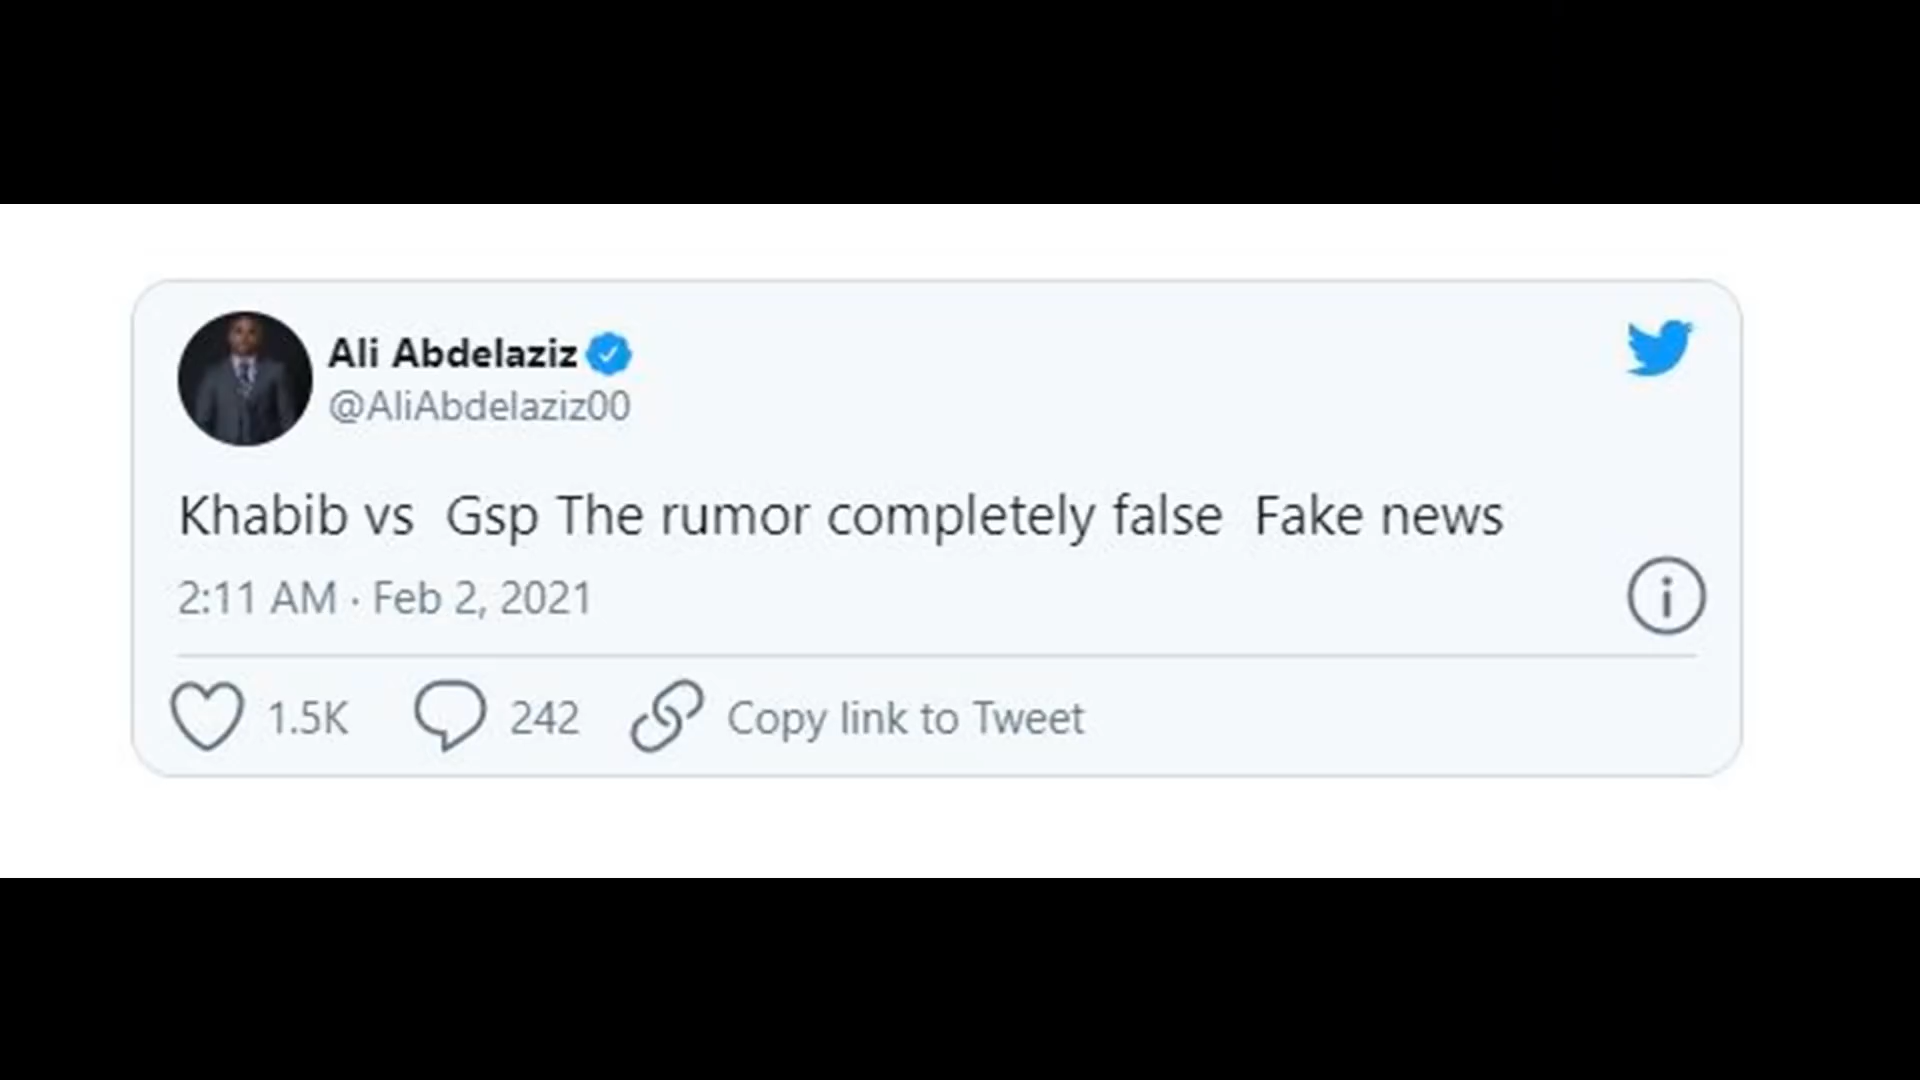 Ali Abdelaziz
@AliAbdelaziz00
Khabib vs  Gsp The rumor completely false  Fake news
2:11 AM · Feb 2, 2021
1.5K 242 Copy link to Tweet